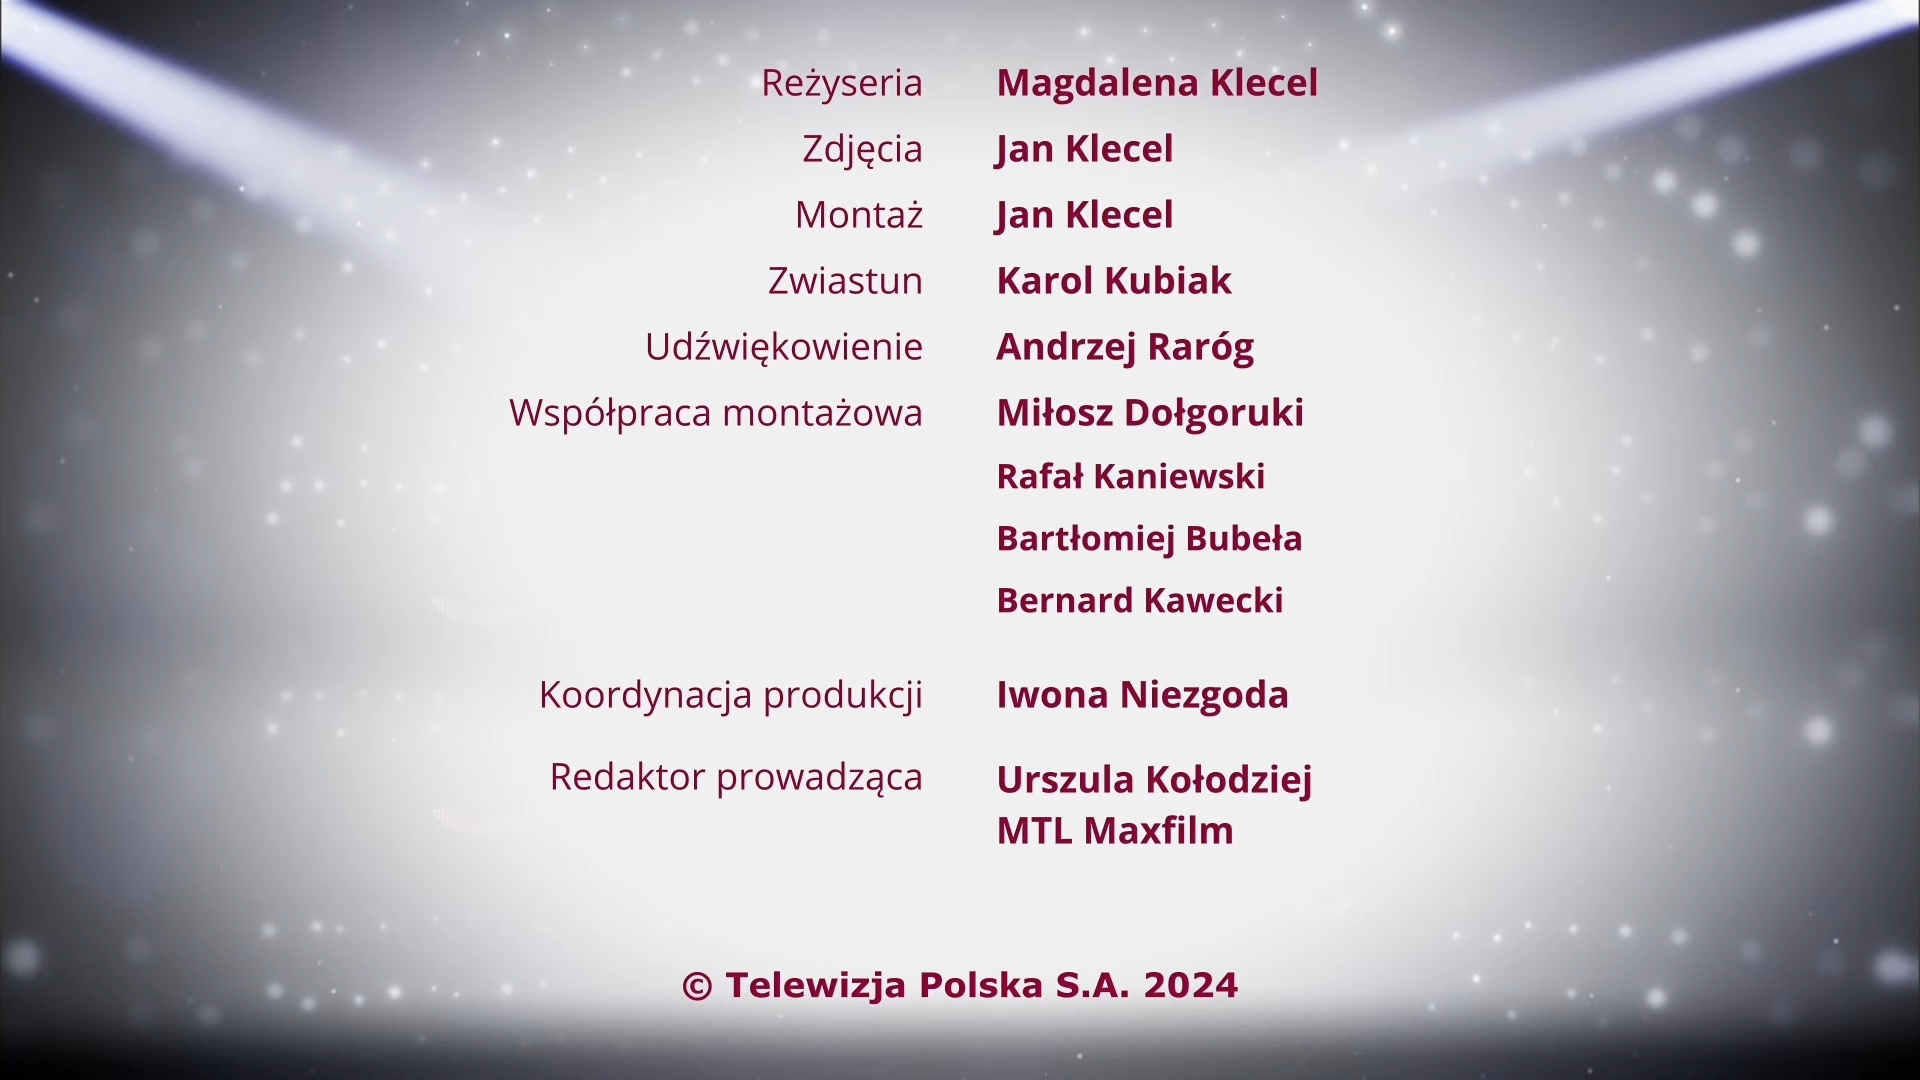 Reżyseria Magdalena Klecel
Zdjęcia Jan Klecel
Montaż Jan Klecel
Zwiastun Karol Kubiak
Udźwiękowienie Andrzej Raróg
Współpraca montażowa Miłosz Dołgoruki
Rafał Kaniewski
Bartłomiej Bubeła
Bernard Kawecki
Koordynacja produkcji Iwona Niezgoda
Redaktor prowadząca Urszula Kołodziej
MTL Maxfilm
© Telewizja Polska S.A. 2024